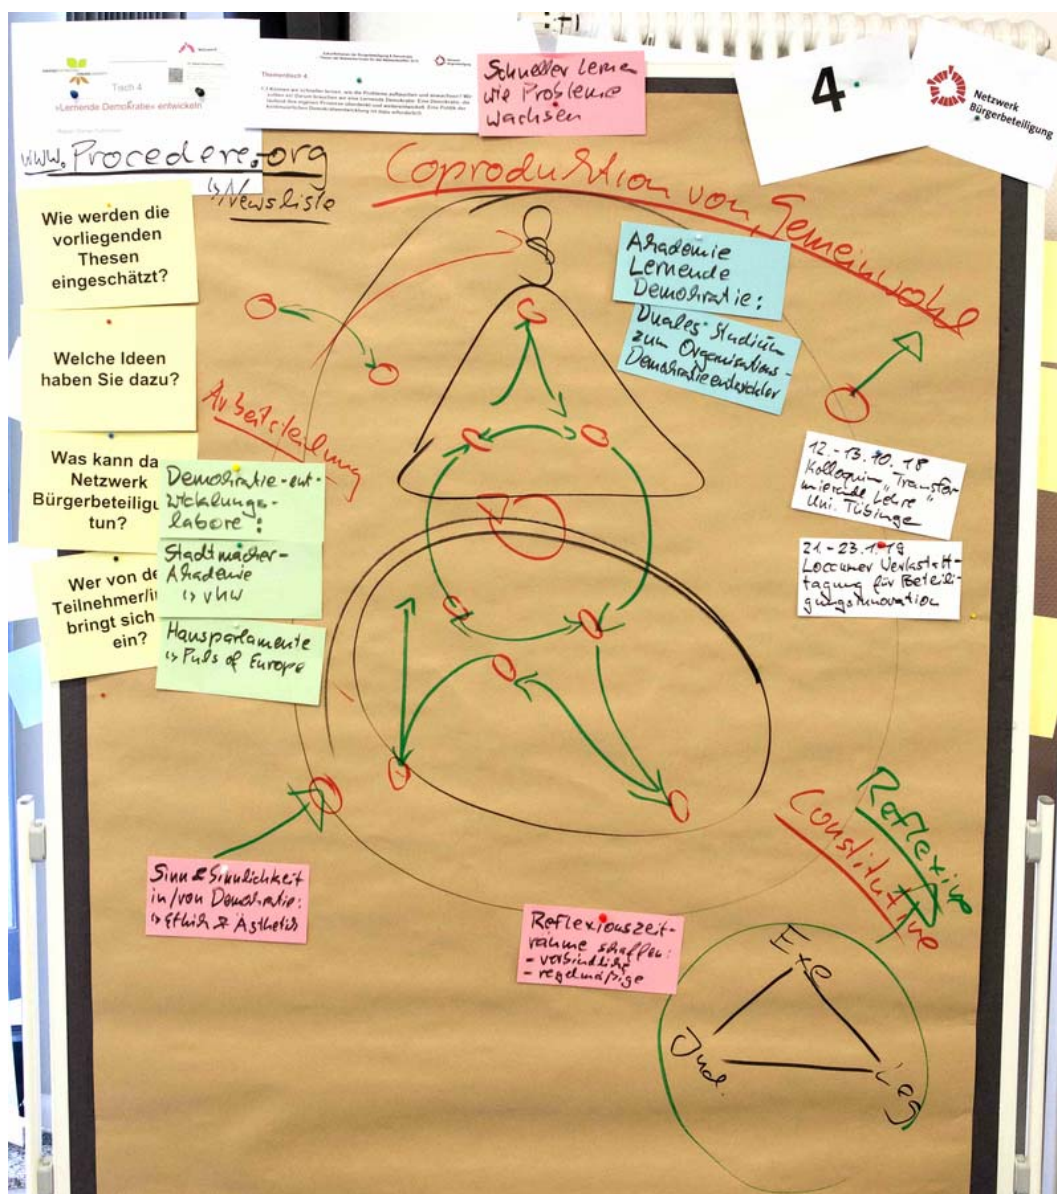 Tisch 4
»Lernende Demokratie« entwickeln
Thementisch 4
www.Procedere.org
↳ Newsliste
Schneller Lerne
wie Probleme
wachsen
4
Netzwerk
Bürgerbeteiligung
Coproduktion von Gemeinwohl
Wie werden die
vorliegenden
Thesen
eingeschätzt?
Welche Ideen
haben Sie dazu?
Was kann da
Netzwerk
Bürgerbeteiligu
tun?
Wer von de
Teilnehmer/i
bringt sich
ein?
Arbeitsteilung
Demokratie-ent-
wicklungs-
labore:
Stadtmacher-
Akademie
↳ vhw
Hausparlamente
↳ Puls of Europe
Akademie
Lernende
Demokratie:
Duales Studium
zum Organisations-
Demokratieentwickler
12.-13.10.18
Kolloquium „Transfor-
mierende Lehre"
Uni. Tübinge
21.-23.1.19
Loccumer Werkstatt-
tagung für Beteili-
gungsinnovation
Sinn & Sinnlichkeit
in/von Demokratie:
↳ Ethik & Ästhetik
Reflexionszeit-
räume schaffen:
- verbindliche
- regelmäßige
Reflexive
Constitutive
Exe
Jud.
Leg